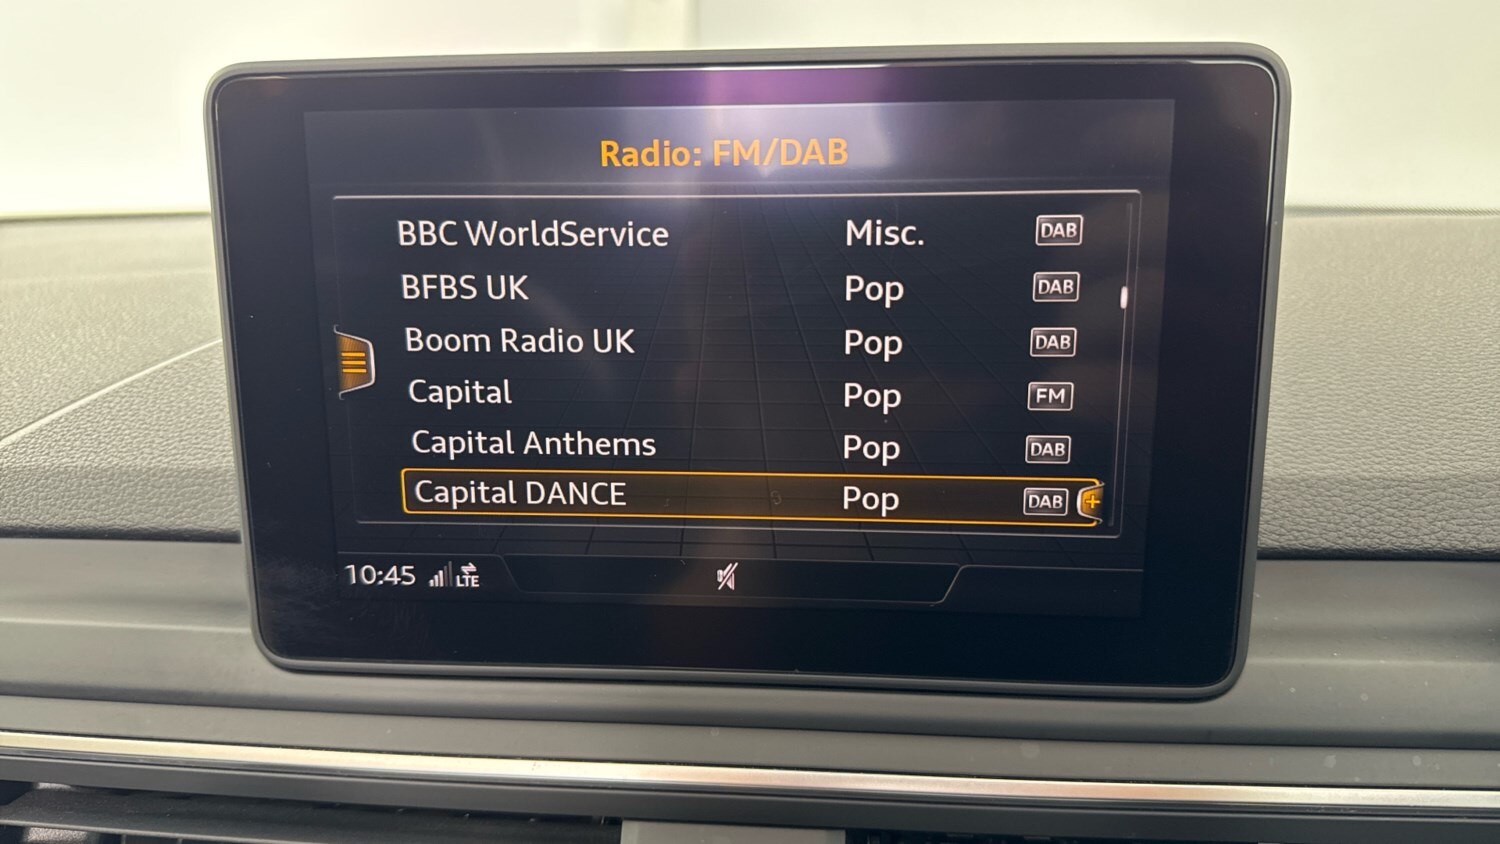 Radio: FM/DAB
BBC WorldService Misc. DAB
BFBS UK Pop DAB
Boom Radio UK Pop DAB
Capital Pop FM
Capital Anthems Pop DAB
Capital DANCE Pop DAB +
10:45 LTE